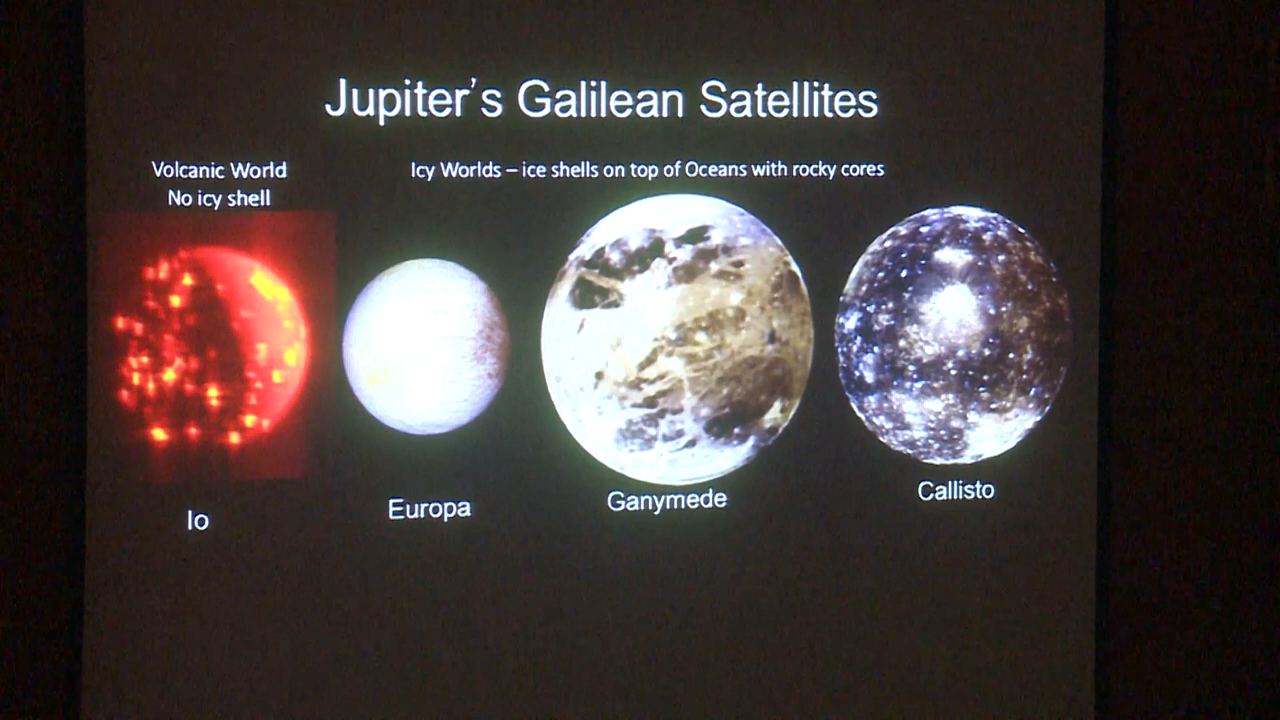 Jupiter's Galilean Satellites
Volcanic World
No icy shell
Icy Worlds – ice shells on top of Oceans with rocky cores
Io
Europa
Ganymede
Callisto